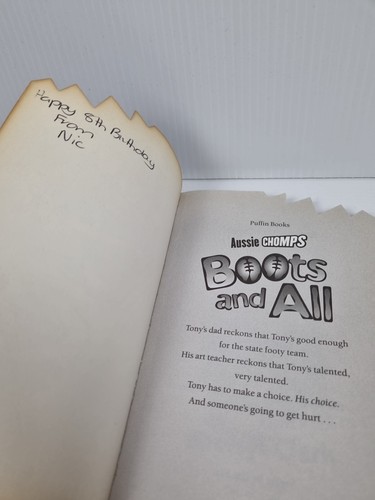 Happy 8th Birthday
From
Nic
Puffin Books
Aussie CHOMPS
Boots
and All
Tony's dad reckons that Tony's good enough
for the state footy team.
His art teacher reckons that Tony's talented,
very talented.
Tony has to make a choice. His choice.
And someone's going to get hurt . . .